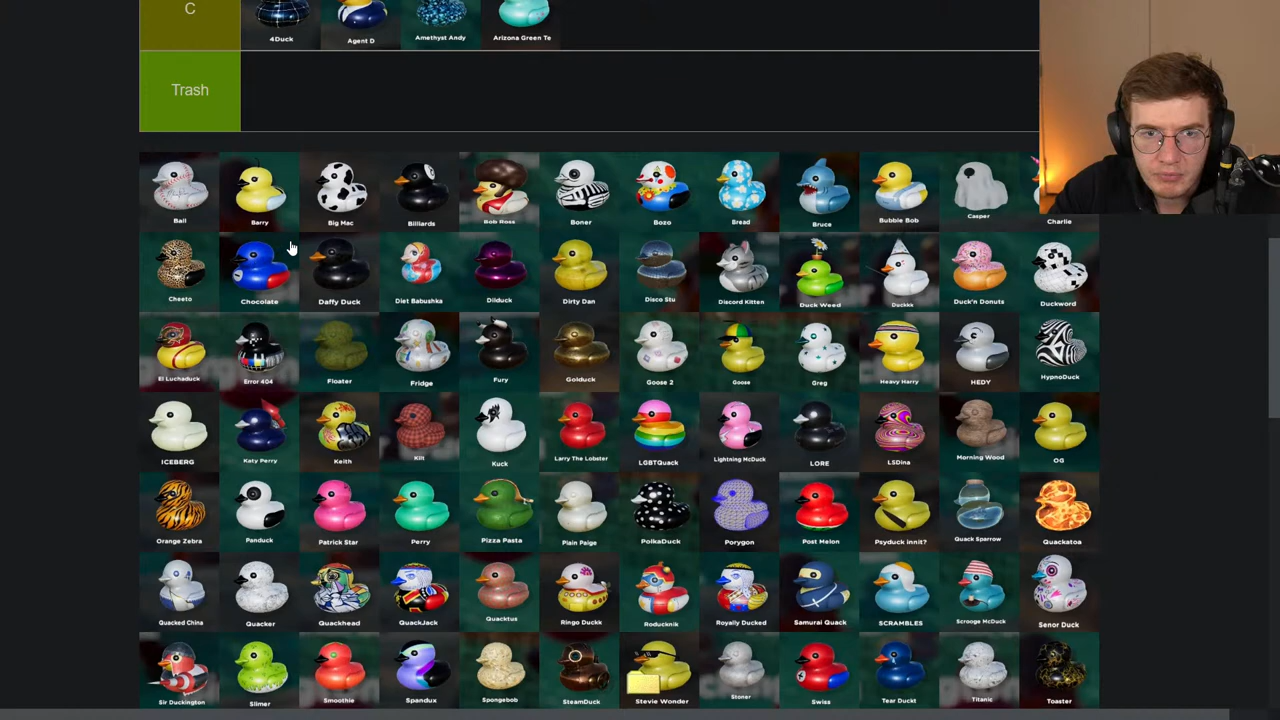 C
4Duck
Agent D
Amethyst Andy
Arizona Green Te
Trash
Ball
Barry
Big Mac
Billiards
Bob Ross
Boner
Bozo
Bread
Bruce
Bubble Bob
Casper
Charlie
Cheeto
Chocolate
Daffy Duck
Diet Babushka
Dilduck
Dirty Dan
Disco Stu
Discord Kitten
Duck Weed
Duckkk
Duck'n Donuts
Duckword
El Luchaduck
Error 404
Floater
Fridge
Fury
Golduck
Goose 2
Goose
Greg
Heavy Harry
HEDY
HypnoDuck
ICEBERG
Katy Perry
Keith
Kilt
Kuck
Larry The Lobster
LGBTQuack
Lightning McDuck
LORE
LSDina
Morning Wood
OG
Orange Zebra
Panduck
Patrick Star
Perry
Pizza Pasta
Plain Paige
PolkaDuck
Porygon
Post Melon
Psyduck innit?
Quack Sparrow
Quackatoa
Quacked China
Quacker
Quackhead
QuackJack
Quacktus
Ringo Duckk
Roducknik
Royally Ducked
Samurai Quack
SCRAMBLES
Scrooge McDuck
Senor Duck
Sir Duckington
Slimer
Smoothie
Spandux
Spongebob
SteamDuck
Stevie Wonder
Stoner
Swiss
Tear Duckt
Titanic
Toaster